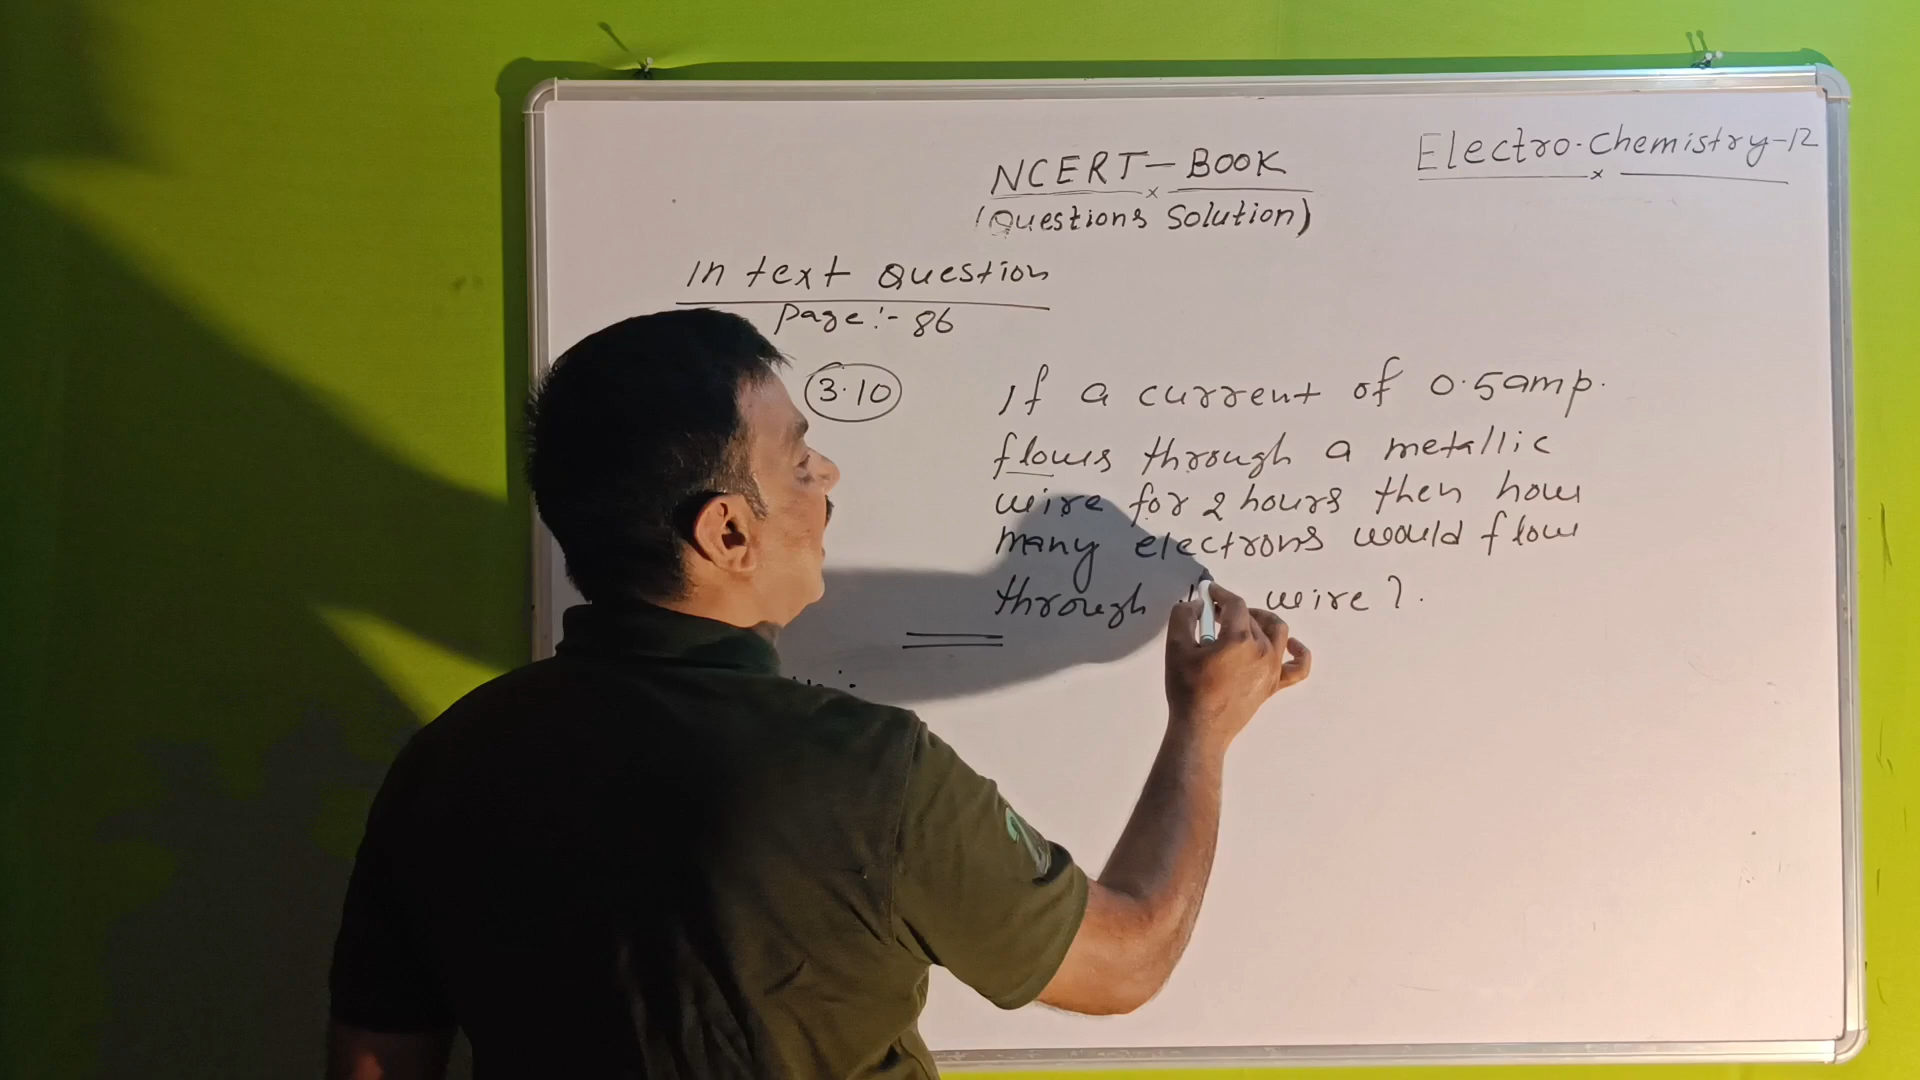 Electro.Chemistry-12
NCERT-BOOK
(Questions Solution)
In text Question
Page:- 86
3.10
If a current of 0.5amp.
flows through a metallic
wire for 2 hours then how
many electrons would flow
through wire?.